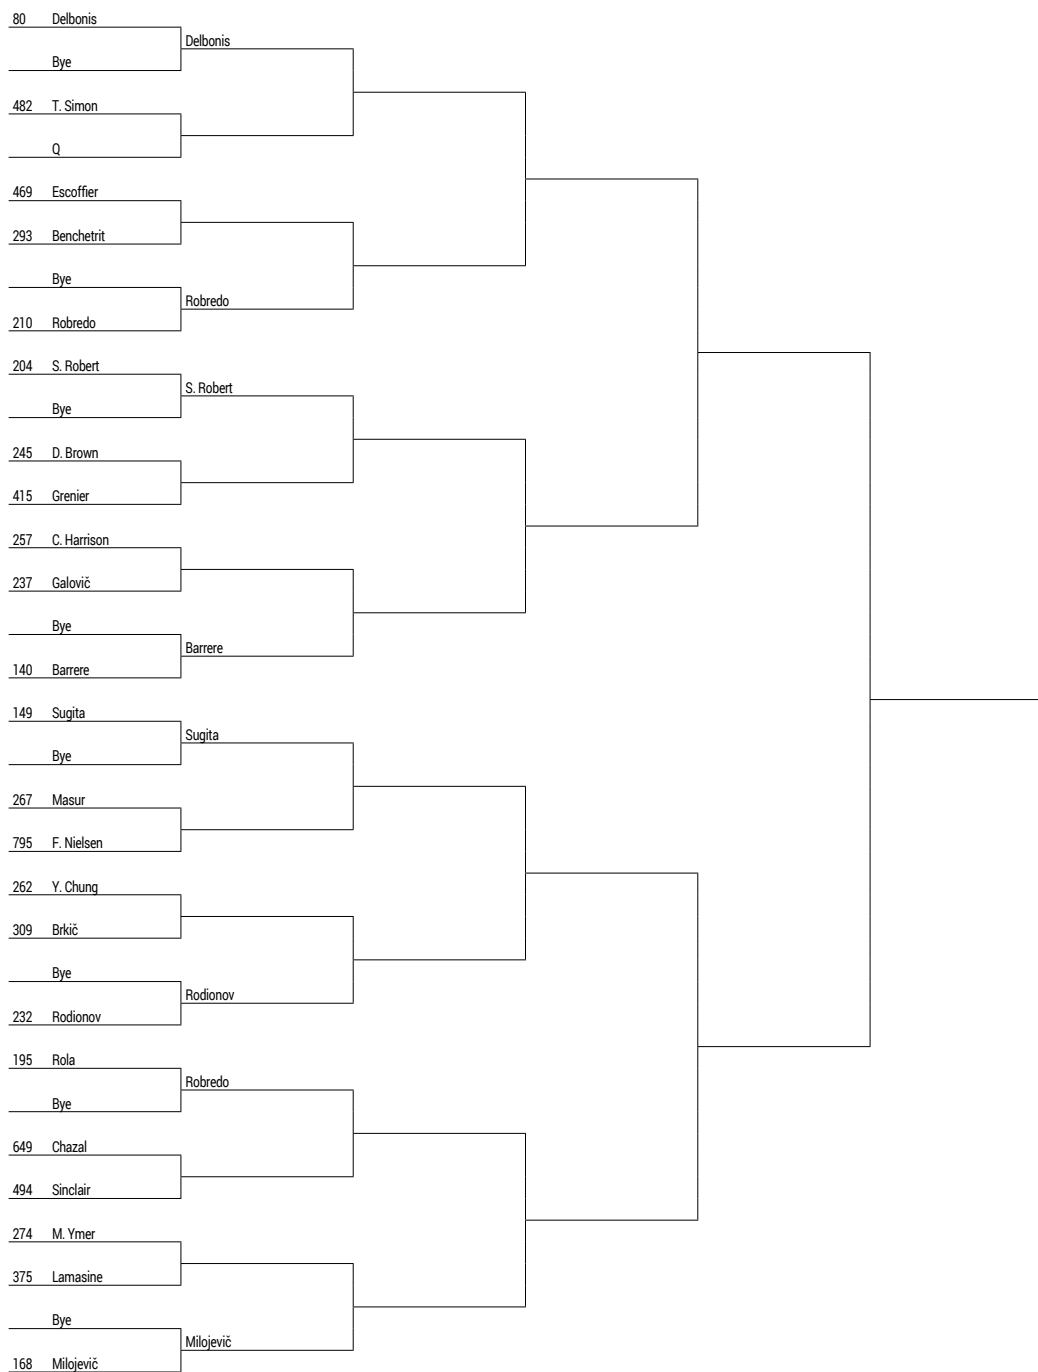 80 Delbonis
Delbonis
Bye
482 T. Simon
Q
469 Escoffier
293 Benchetrit
Bye
Robredo
210 Robredo
204 S. Robert
S. Robert
Bye
245 D. Brown
415 Grenier
257 C. Harrison
237 Galovič
Bye
Barrere
140 Barrere
149 Sugita
Sugita
Bye
267 Masur
795 F. Nielsen
262 Y. Chung
309 Brkič
Bye
Rodionov
232 Rodionov
195 Rola
Robredo
Bye
649 Chazal
494 Sinclair
274 M. Ymer
375 Lamasine
Bye
Milojevič
168 Milojevič